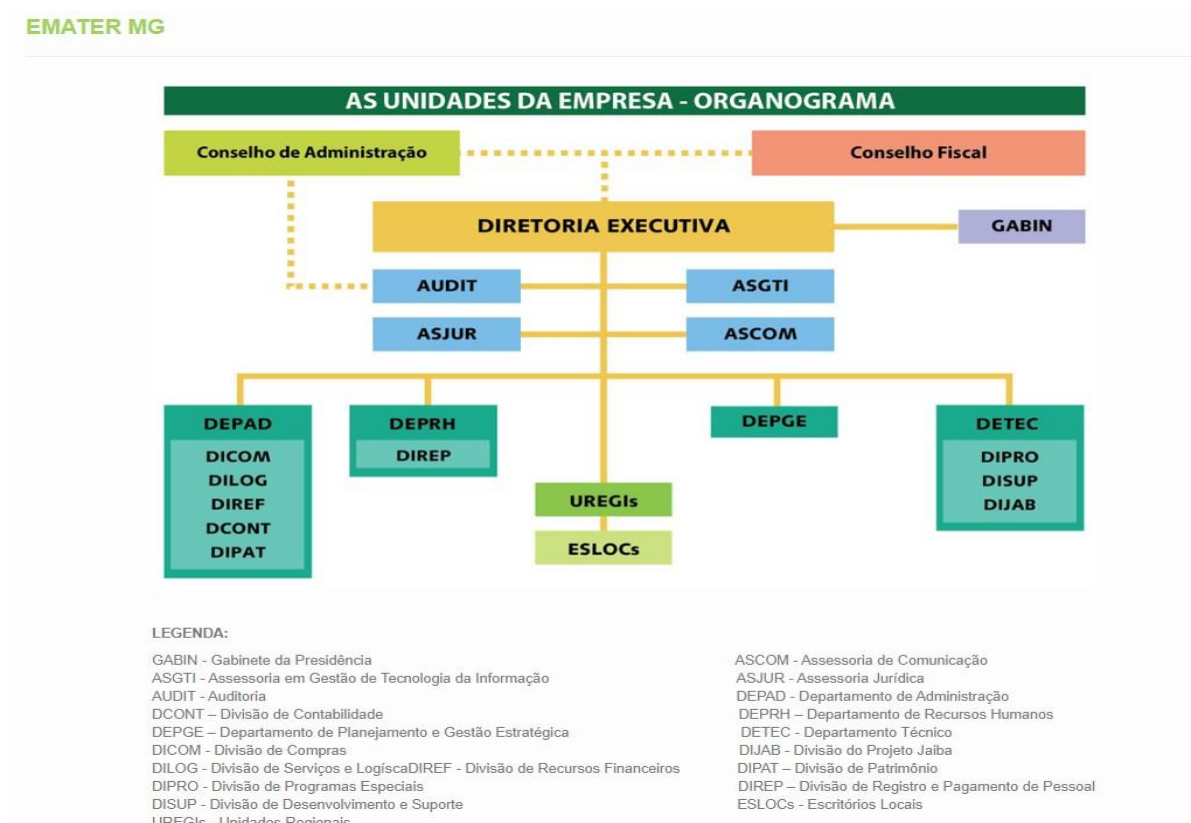 EMATER MG
AS UNIDADES DA EMPRESA - ORGANOGRAMA
Conselho de Administração
Conselho Fiscal
DIRETORIA EXECUTIVA
GABIN
AUDIT
ASGTI
ASJUR
ASCOM
DEPAD
DICOM
DILOG
DIREF
DCONT
DIPAT
DEPRH
DIREP
DEPGE
DETEC
DIPRO
DISUP
DIJAB
UREGIs
ESLOCs
LEGENDA:
GABIN - Gabinete da Presidência
ASGTI - Assessoria em Gestão de Tecnologia da Informação
AUDIT - Auditoria
DCONT – Divisão de Contabilidade
DEPGE – Departamento de Planejamento e Gestão Estratégica
DICOM - Divisão de Compras
DILOG - Divisão de Serviços e LogíscaDIREF - Divisão de Recursos Financeiros
DIPRO - Divisão de Programas Especiais
DISUP - Divisão de Desenvolvimento e Suporte
UREGIs - Unidades Regionais
ASCOM - Assessoria de Comunicação
ASJUR - Assessoria Jurídica
DEPAD - Departamento de Administração
DEPRH – Departamento de Recursos Humanos
DETEC - Departamento Técnico
DIJAB - Divisão do Projeto Jaiba
DIPAT – Divisão de Patrimônio
DIREP – Divisão de Registro e Pagamento de Pessoal
ESLOCs - Escritórios Locais